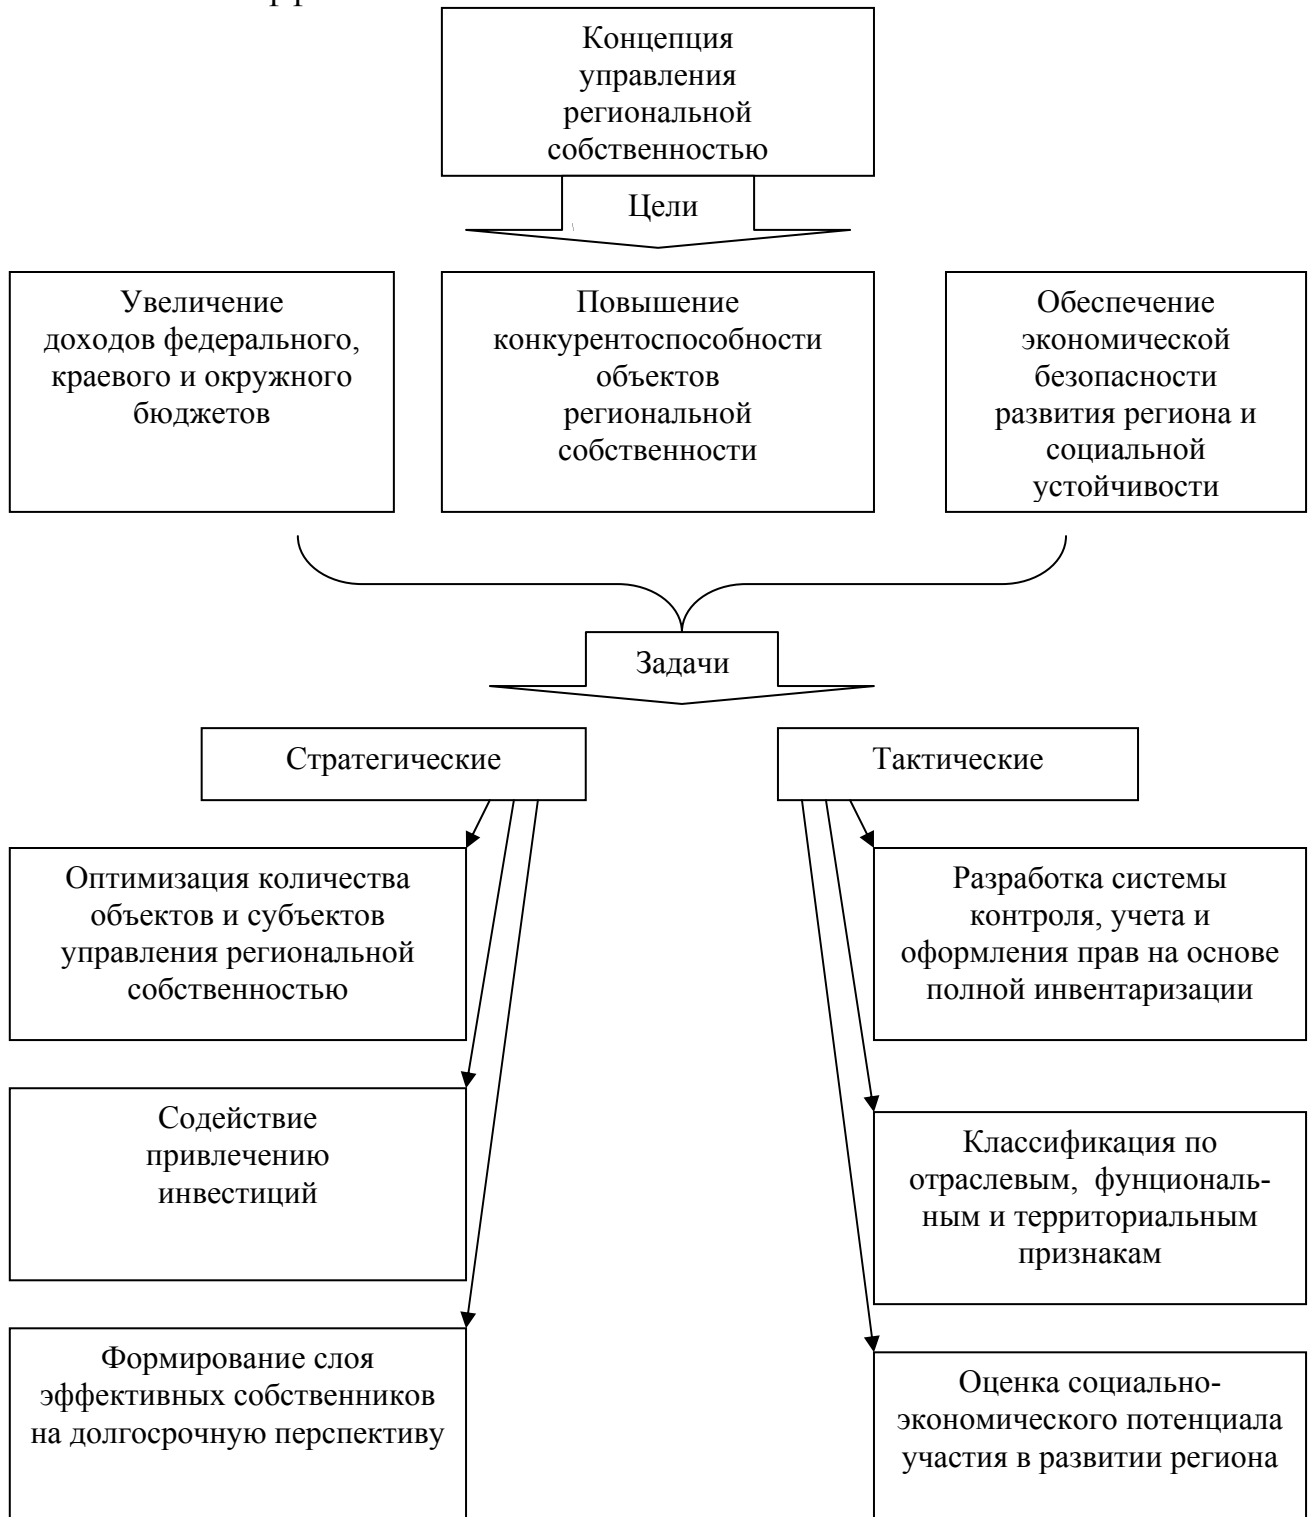 Концепция
управления
региональной
собственностью
Цели
Увеличение
доходов федерального,
краевого и окружного
бюджетов
Повышение
конкурентоспособности
объектов
региональной
собственности
Обеспечение
экономической
безопасности
развития региона и
социальной
устойчивости
Задачи
Стратегические
Тактические
Оптимизация количества
объектов и субъектов
управления региональной
собственностью
Содействие
привлечению
инвестиций
Формирование слоя
эффективных собственников
на долгосрочную перспективу
Разработка системы
контроля, учета и
оформления прав на основе
полной инвентаризации
Классификация по
отраслевым, фунциональ-
ным и территориальным
признакам
Оценка социально-
экономического потенциала
участия в развитии региона